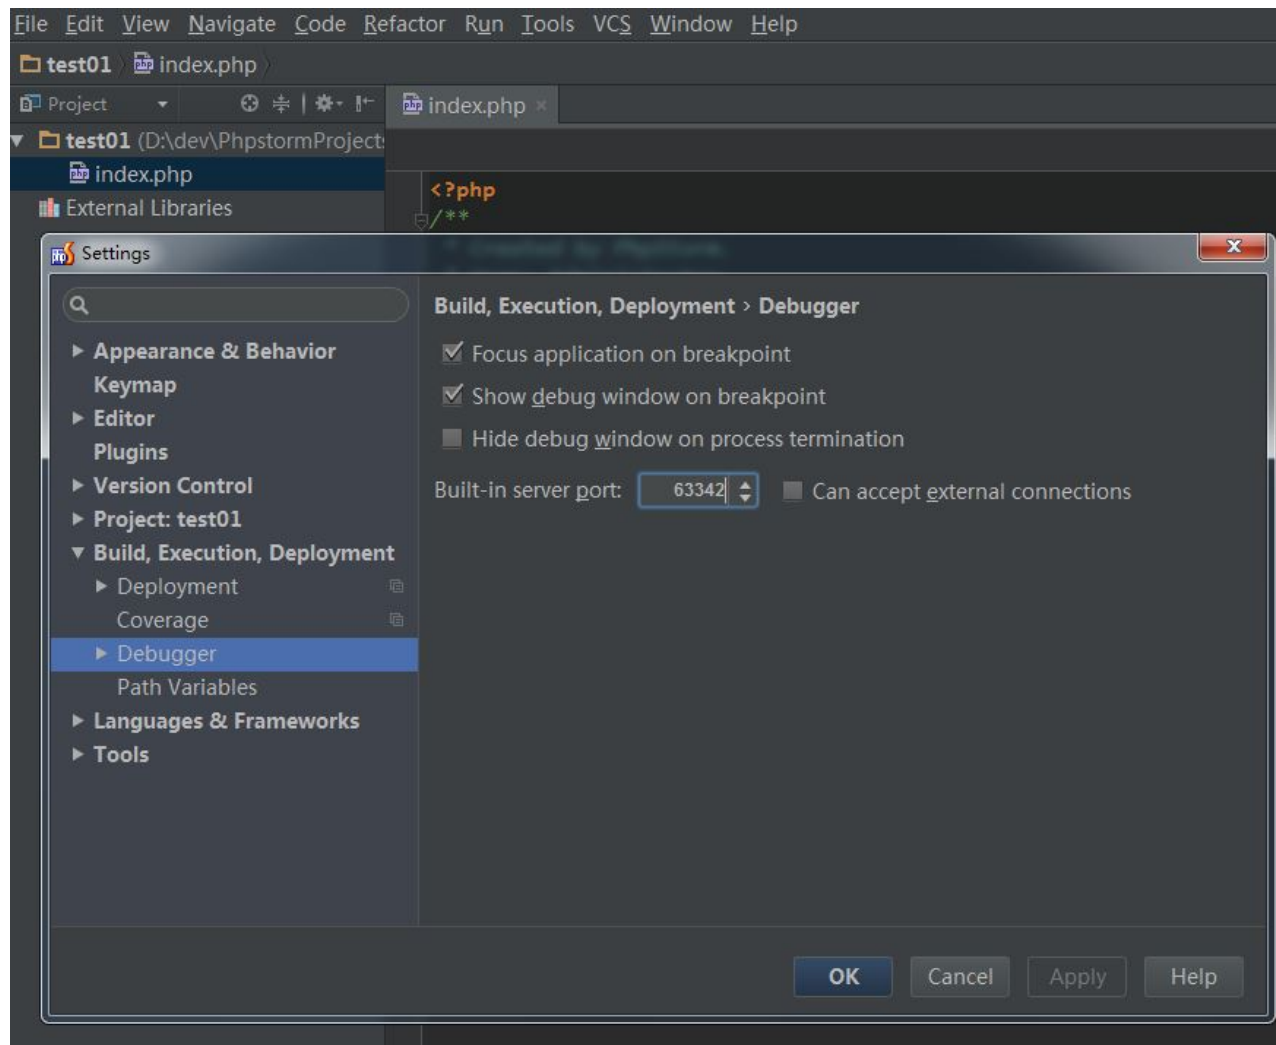 File Edit View Navigate Code Refactor Run Tools VCS Window Help
test01 index.php
Project
index.php
test01 (D:\dev\PhpstormProject
index.php
External Libraries
<?php
/**
Settings
Build, Execution, Deployment › Debugger
Appearance & Behavior
Keymap
Editor
Plugins
Version Control
Project: test01
Build, Execution, Deployment
Deployment
Coverage
Debugger
Path Variables
Languages & Frameworks
Tools
Focus application on breakpoint
Show debug window on breakpoint
Hide debug window on process termination
Built-in server port: 63342 Can accept external connections
OK Cancel Apply Help